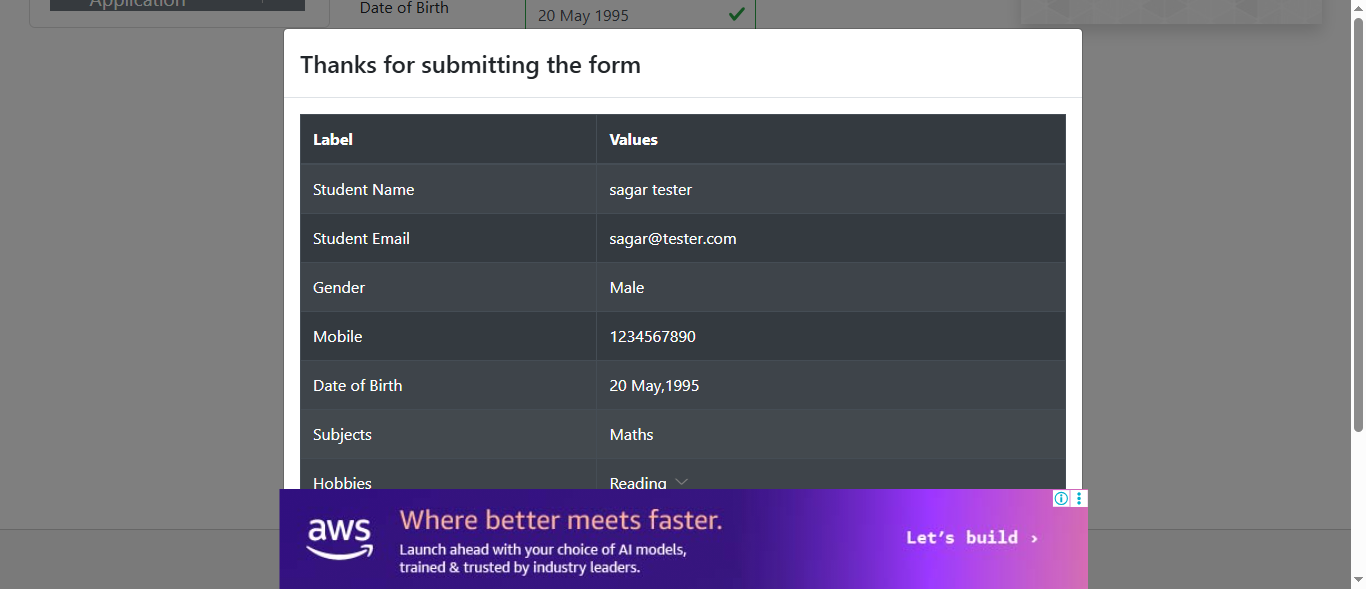 Application
Date of Birth
20 May 1995
Thanks for submitting the form
Label Values
Student Name sagar tester
Student Email sagar@tester.com
Gender Male
Mobile 1234567890
Date of Birth 20 May,1995
Subjects Maths
Hobbies Reading
aws
Where better meets faster.
Launch ahead with your choice of AI models,
trained & trusted by industry leaders.
Let's build ›